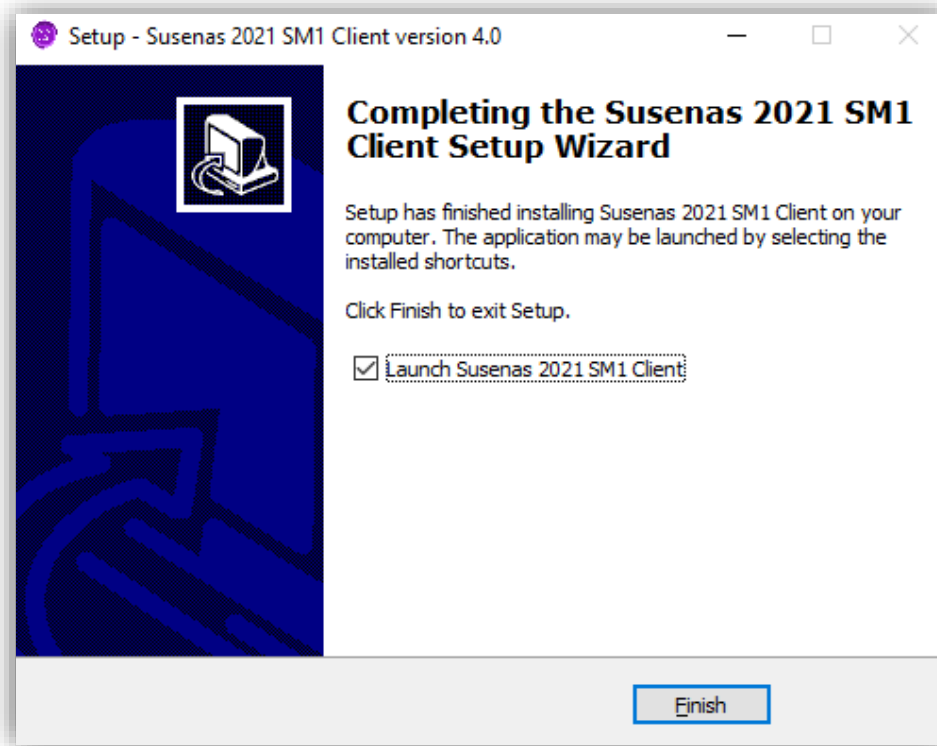 Setup - Susenas 2021 SM1 Client version 4.0
Completing the Susenas 2021 SM1
Client Setup Wizard
Setup has finished installing Susenas 2021 SM1 Client on your
computer. The application may be launched by selecting the
installed shortcuts.
Click Finish to exit Setup.
Launch Susenas 2021 SM1 Client
Finish